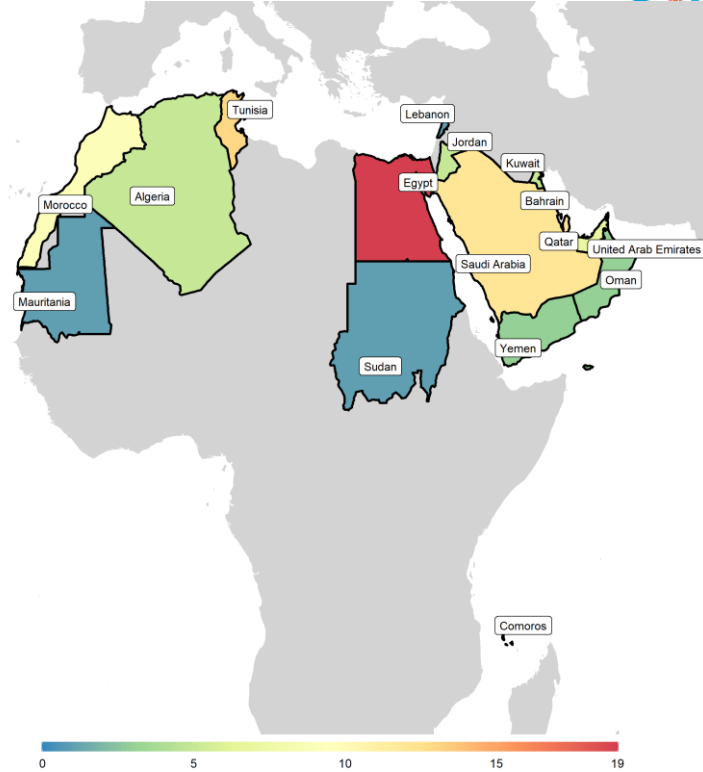 Tunisia
Lebanon
Jordan
Kuwait
Egypt
Algeria
Bahrain
Morocco
Qatar
United Arab Emirates
Saudi Arabia
Oman
Mauritania
Yemen
Sudan
Comoros
0 5 10 15 19